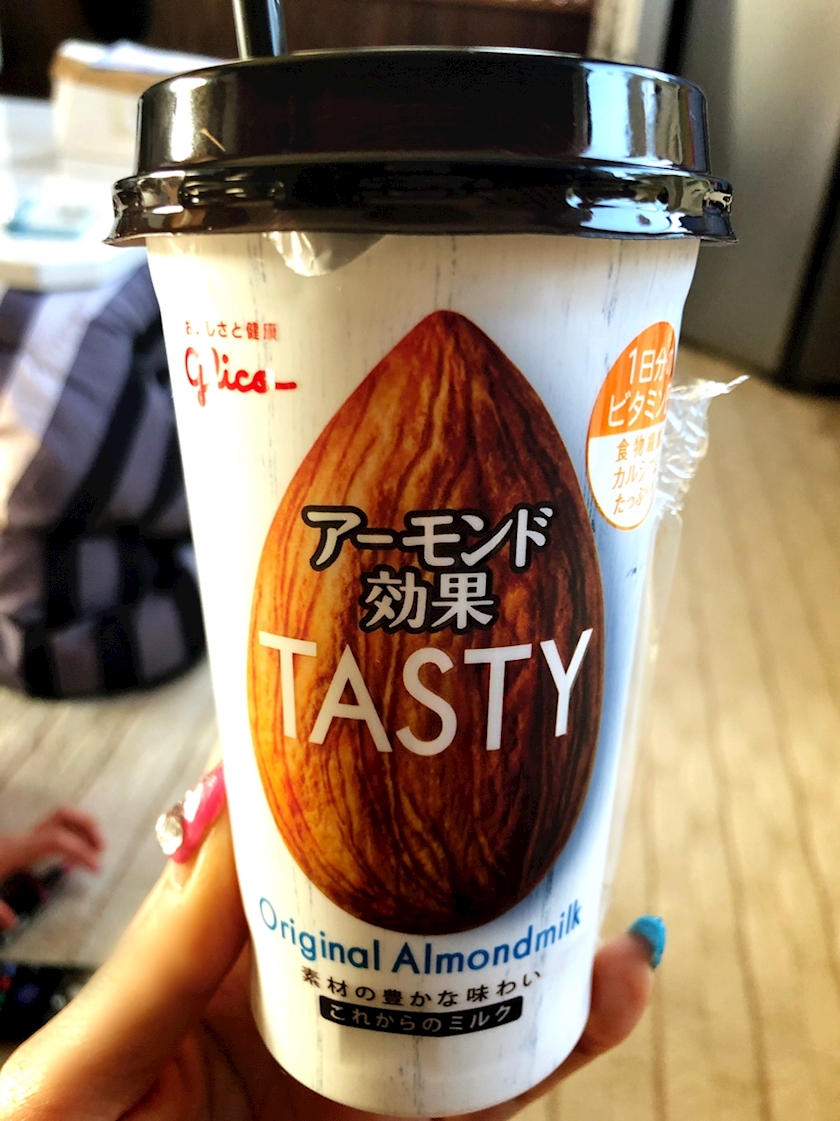 おいしさと健康
Glico
1日分
ビタミン
食物繊維
カルシウム
たっぷり
アーモンド
効果
TASTY
Original Almondmilk
素材の豊かな味わい
これからのミルク